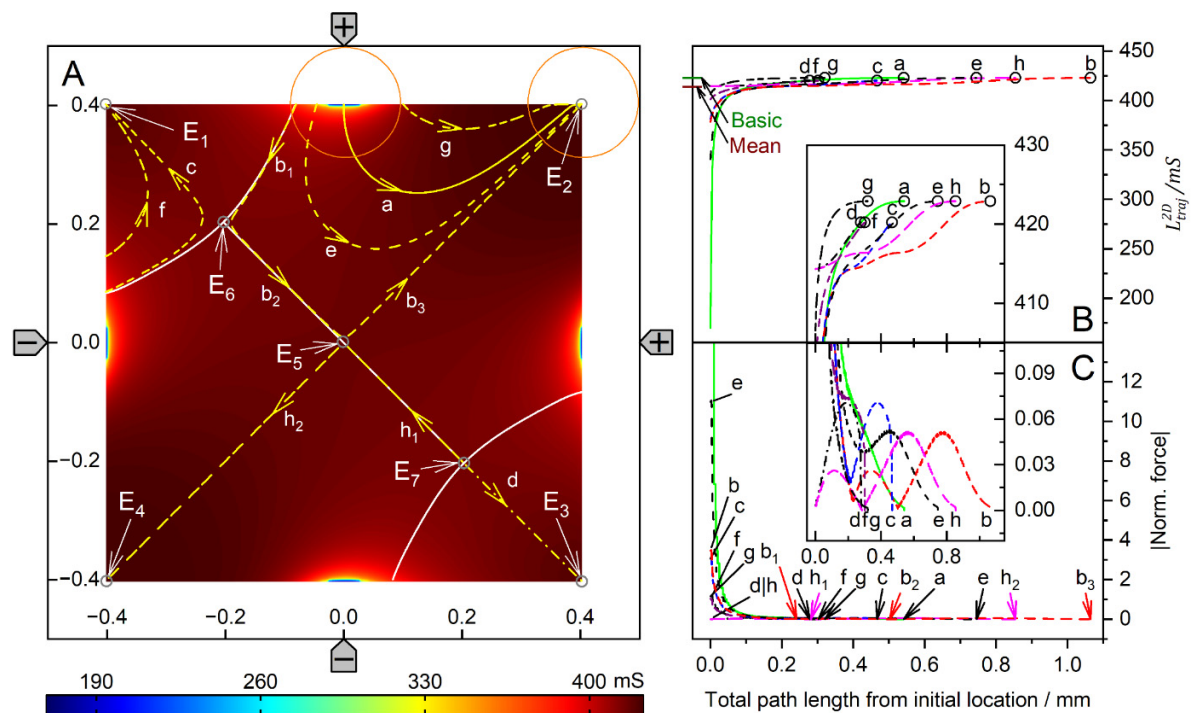 A
+
−
+
−
0.4
0.2
0.0
−0.2
−0.4
−0.4
−0.2
0.0
0.2
0.4
E1
E2
E3
E4
E5
E6
E7
a
b1
b2
b3
c
d
e
f
g
h1
h2
190
260
330
400 mS
d f g c a e h b
Basic
Mean
450
400
350
300
250
200
L2Dtraj /mS
B
430
420
410
g a e h b
d f c
C
12
10
8
6
4
2
0
|Norm. force|
0.09
0.06
0.03
0.00
d f g c a e h b
0.0 0.4 0.8
e
b
c
f
g b1
d|h
d h1 f g c b2 a e h2 b3
0.0 0.2 0.4 0.6 0.8 1.0
Total path length from initial location / mm